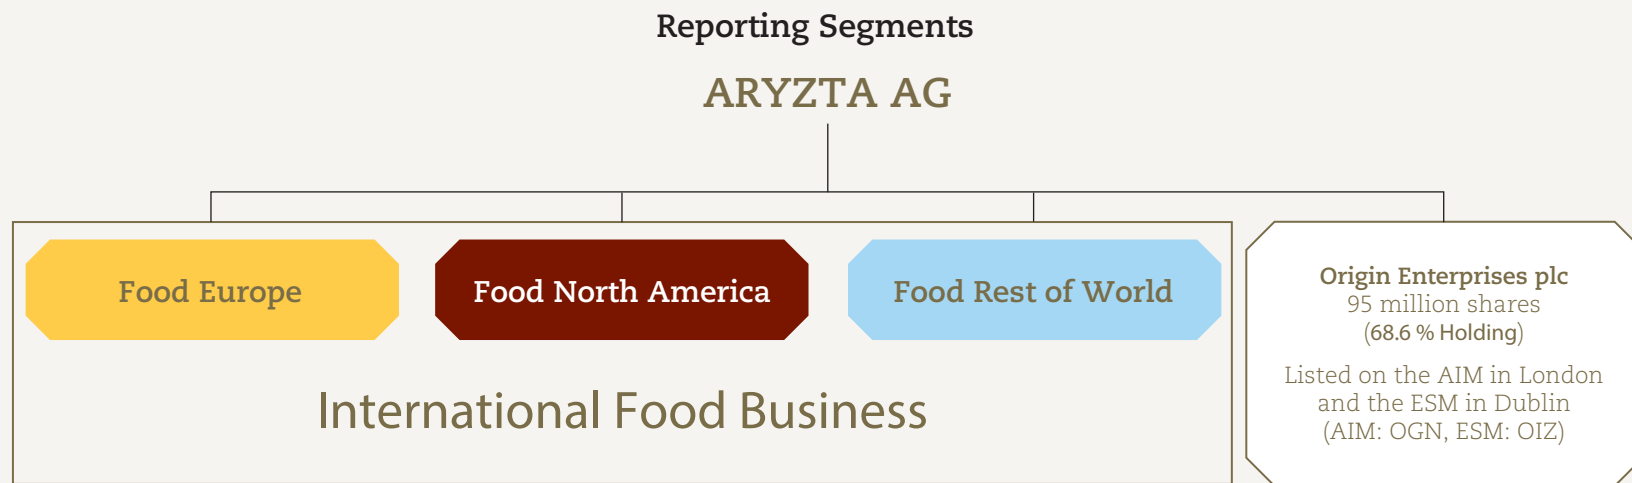 Reporting Segments
ARYZTA AG
Food Europe
Food North America
Food Rest of World
International Food Business
Origin Enterprises plc
95 million shares
(68.6 % Holding)
Listed on the AIM in London
and the ESM in Dublin
(AIM: OGN, ESM: OIZ)